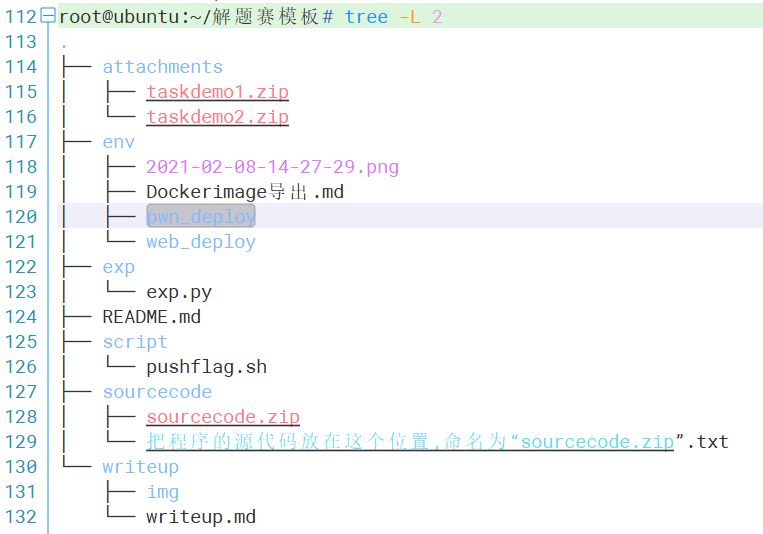 112 root@ubuntu:~/解题赛模板# tree -L 2
113 .
114 ├── attachments
115 │   ├── taskdemo1.zip
116 │   └── taskdemo2.zip
117 ├── env
118 │   ├── 2021-02-08-14-27-29.png
119 │   ├── Dockerimage导出.md
120 │   ├── pwn_deploy
121 │   └── web_deploy
122 ├── exp
123 │   └── exp.py
124 ├── README.md
125 ├── script
126 │   └── pushflag.sh
127 ├── sourcecode
128 │   ├── sourcecode.zip
129 │   └── 把程序的源代码放在这个位置,命名为“sourcecode.zip”.txt
130 └── writeup
131     ├── img
132     └── writeup.md